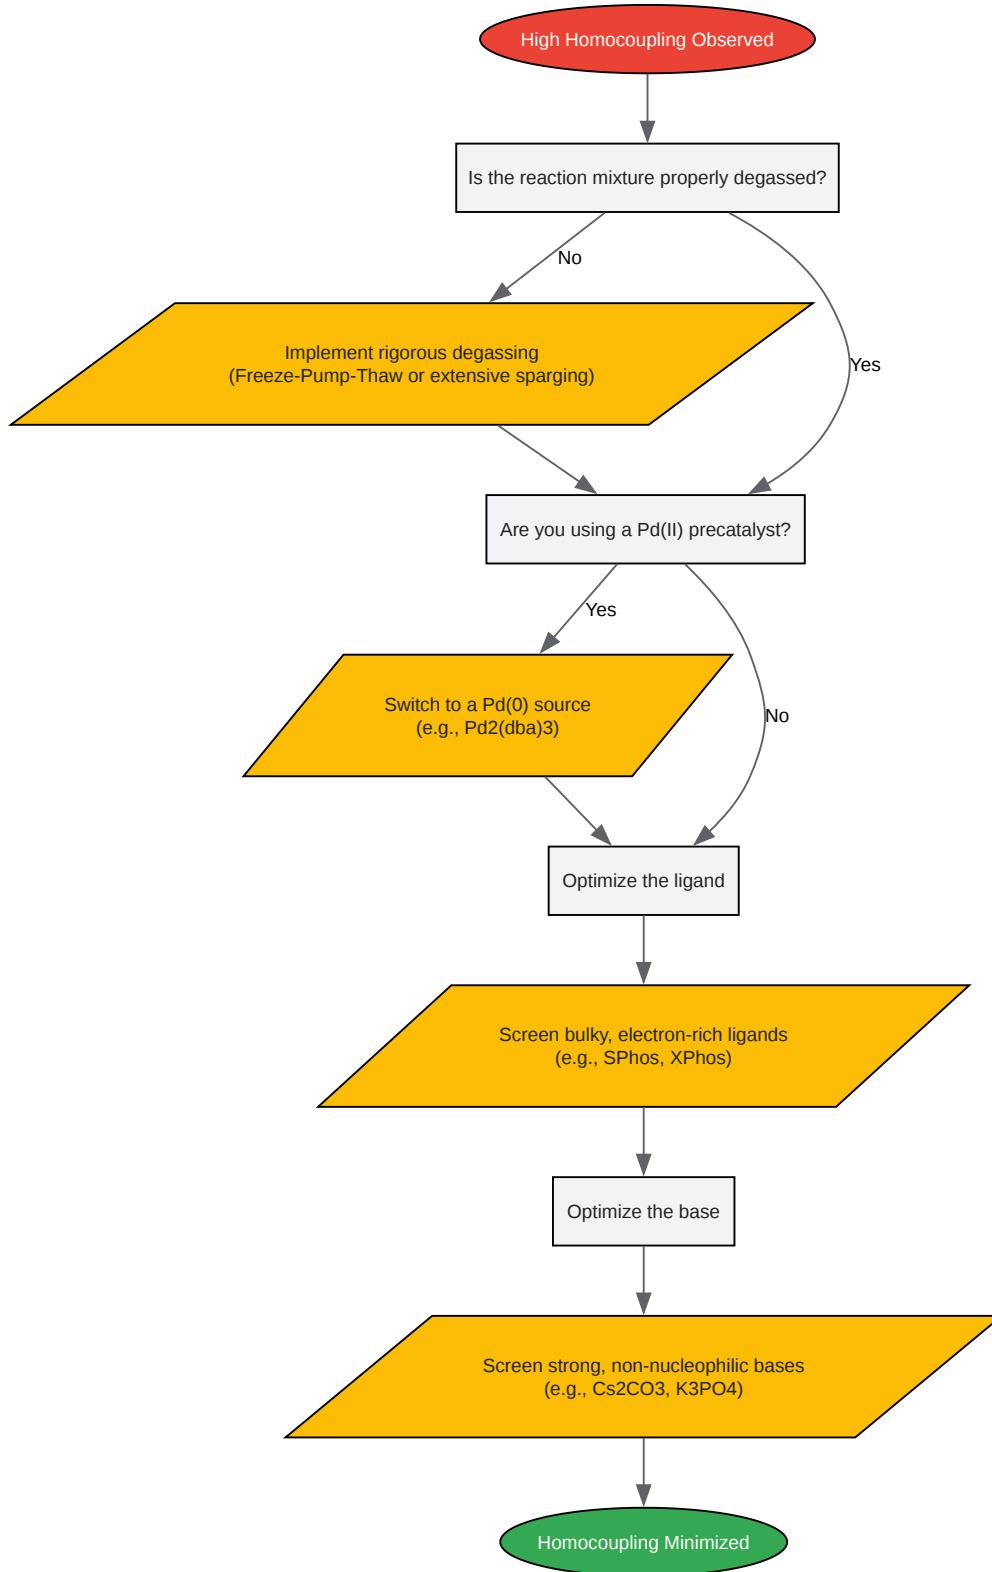 High Homocoupling Observed
Is the reaction mixture properly degassed?
No
Implement rigorous degassing
(Freeze-Pump-Thaw or extensive sparging)
Yes
Are you using a Pd(II) precatalyst?
Yes
Switch to a Pd(0) source
(e.g., Pd2(dba)3)
No
Optimize the ligand
Screen bulky, electron-rich ligands
(e.g., SPhos, XPhos)
Optimize the base
Screen strong, non-nucleophilic bases
(e.g., Cs2CO3, K3PO4)
Homocoupling Minimized